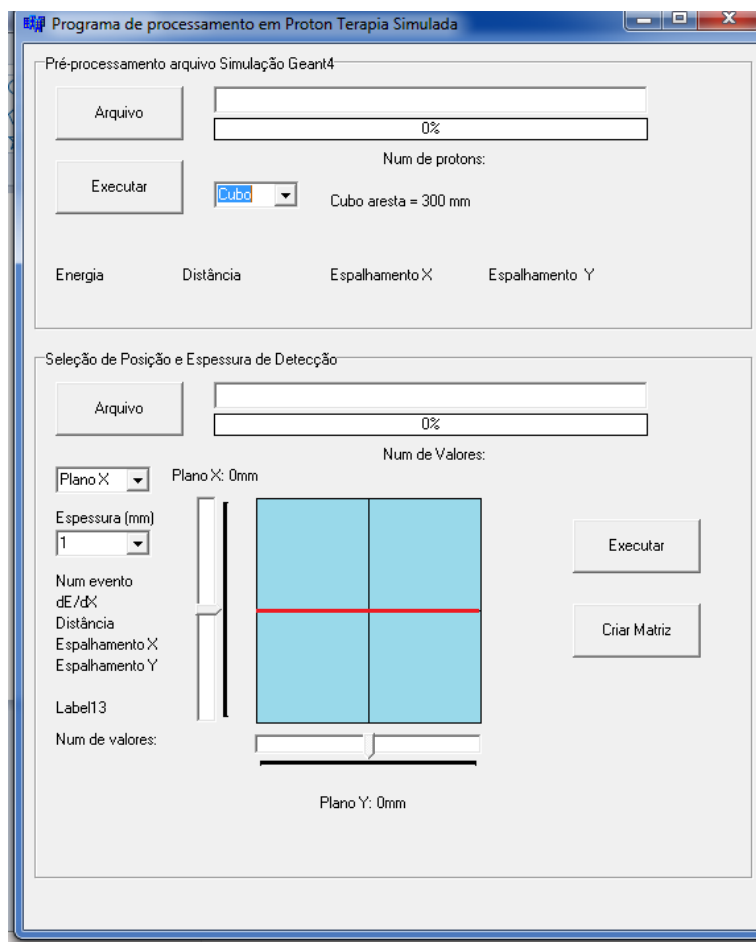 Programa de processamento em Proton Terapia Simulada
Pré-processamento arquivo Simulação Geant4
Arquivo
0%
Num de protons:
Executar
Cubo
Cubo aresta = 300 mm
Energia Distância Espalhamento X Espalhamento Y
Seleção de Posição e Espessura de Detecção
Arquivo
0%
Num de Valores:
Plano X
Plano X: 0mm
Espessura (mm)
1
Executar
Num evento
dE/dX
Distância
Espalhamento X
Espalhamento Y
Criar Matriz
Label13
Num de valores:
Plano Y: 0mm